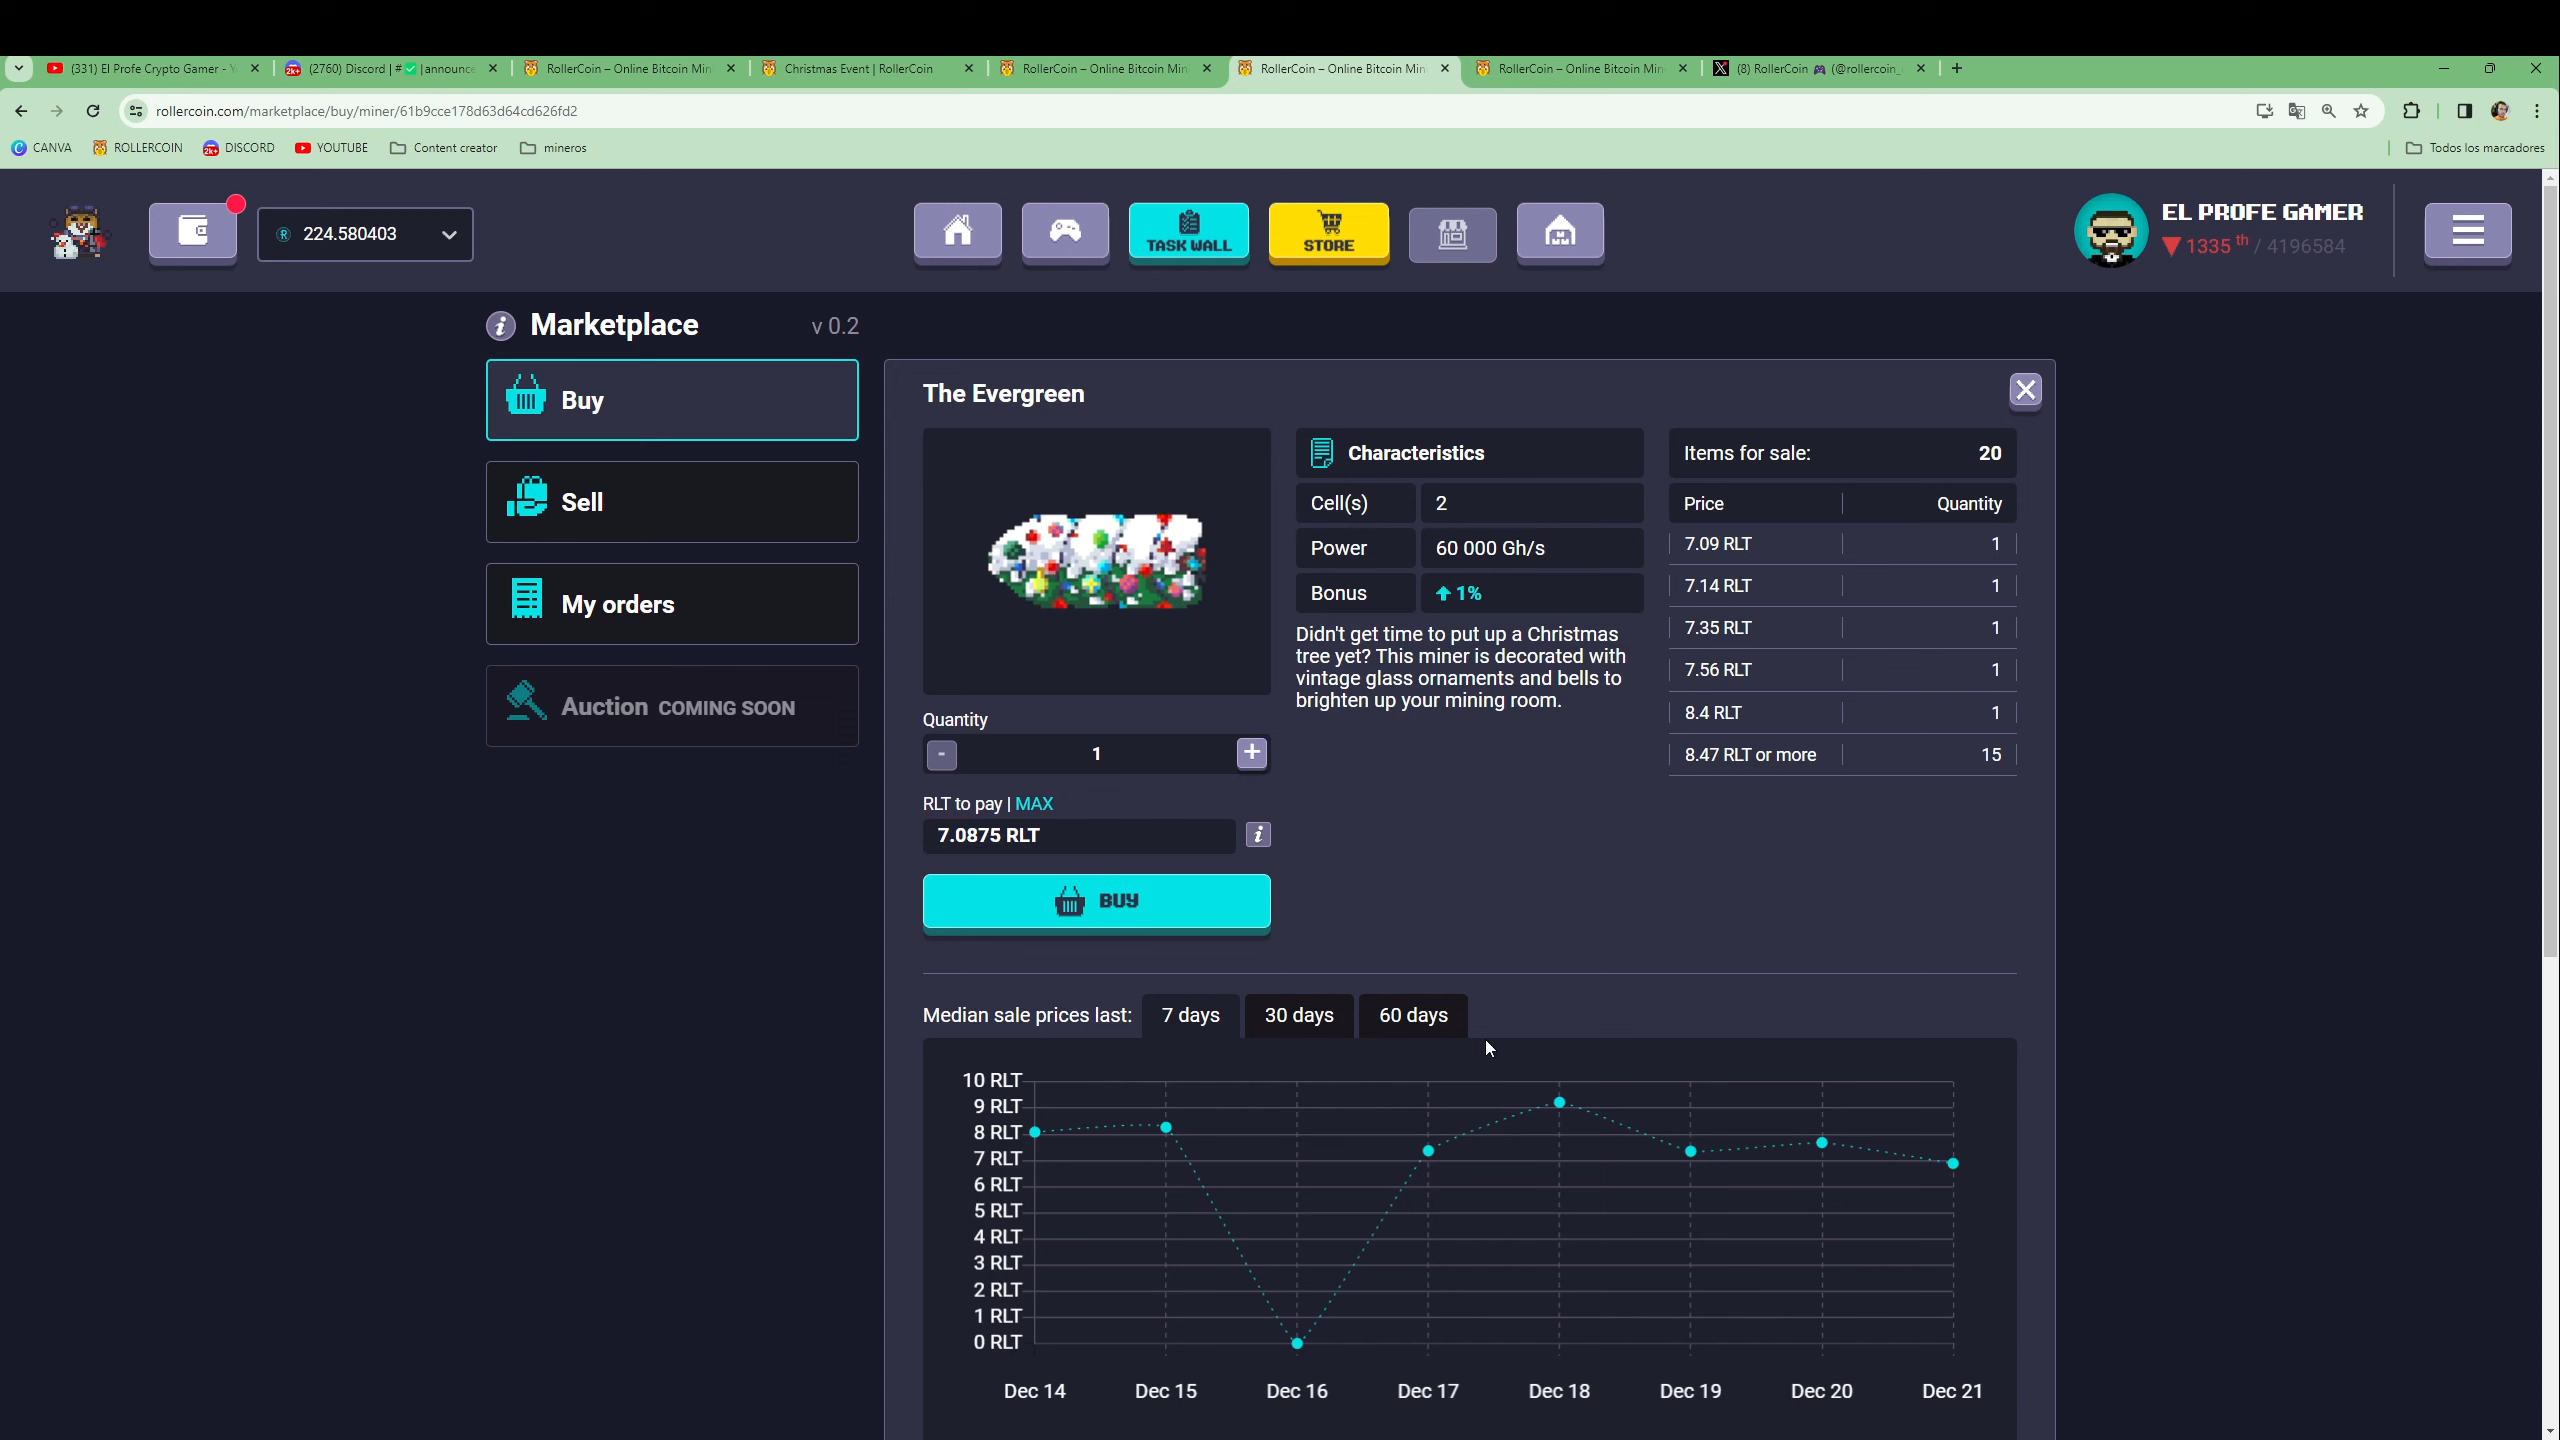 (331) El Profe Crypto Gamer - Y
(2760) Discord | #✅|announce
RollerCoin – Online Bitcoin Min
Christmas Event | RollerCoin
RollerCoin – Online Bitcoin Min
RollerCoin – Online Bitcoin Min
RollerCoin – Online Bitcoin Min
(8) RollerCoin 🎮 (@rollercoin_
rollercoin.com/marketplace/buy/miner/61b9cce178d63d64cd626fd2
CANVA
ROLLERCOIN
DISCORD
YOUTUBE
Content creator
mineros
Todos los marcadores
224.580403
TASK WALL
STORE
EL PROFE GAMER
1335 th / 4196584
Marketplace
v 0.2
Buy
Sell
My orders
Auction COMING SOON
The Evergreen
Quantity
- 1 +
RLT to pay | MAX
7.0875 RLT
BUY
Characteristics
Cell(s) 2
Power 60 000 Gh/s
Bonus 1%
Didn't get time to put up a Christmas
tree yet? This miner is decorated with
vintage glass ornaments and bells to
brighten up your mining room.
Items for sale: 20
Price Quantity
7.09 RLT 1
7.14 RLT 1
7.35 RLT 1
7.56 RLT 1
8.4 RLT 1
8.47 RLT or more 15
Median sale prices last: 7 days 30 days 60 days
10 RLT
9 RLT
8 RLT
7 RLT
6 RLT
5 RLT
4 RLT
3 RLT
2 RLT
1 RLT
0 RLT
Dec 14 Dec 15 Dec 16 Dec 17 Dec 18 Dec 19 Dec 20 Dec 21